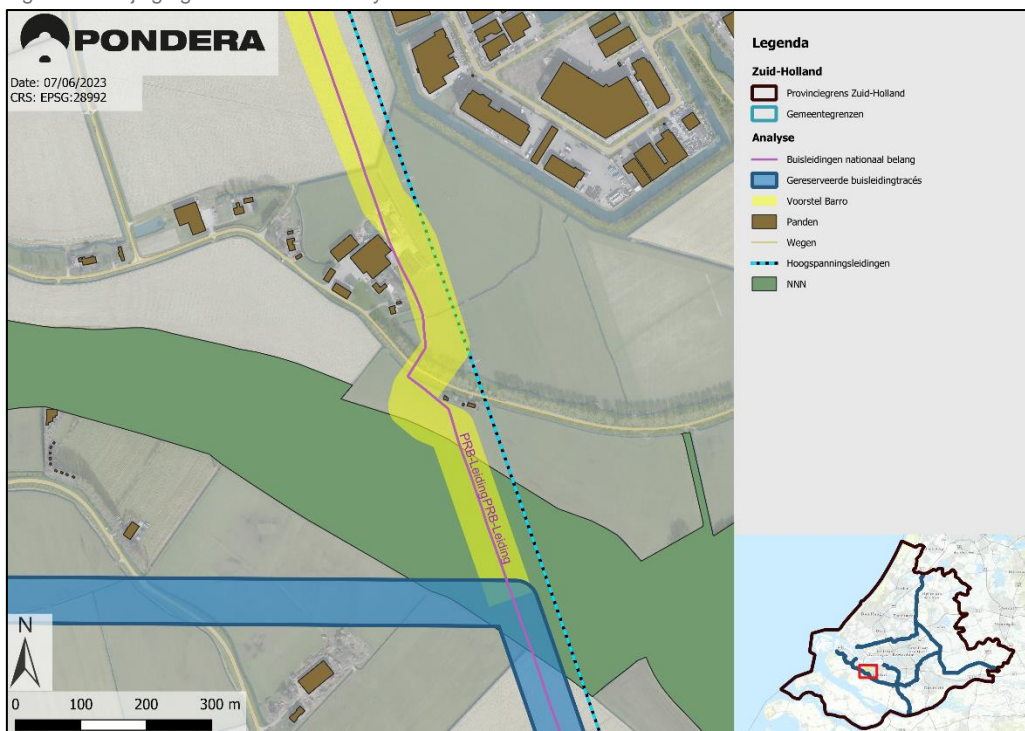 PONDERA
Date: 07/06/2023
CRS: EPSG:28992
PRB-Leiding
PRB-Leiding
N
0 100 200 300 m
Legenda
Zuid-Holland
Provinciegrens Zuid-Holland
Gemeentegrenzen
Analyse
Buisleidingen nationaal belang
Gereserveerde buisleidingtracés
Voorstel Barro
Panden
Wegen
Hoogspanningsleidingen
NNN